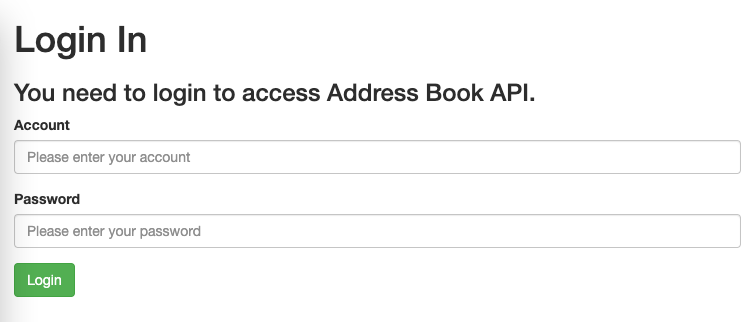 Login In
You need to login to access Address Book API.
Account
Please enter your account
Password
Please enter your password
Login